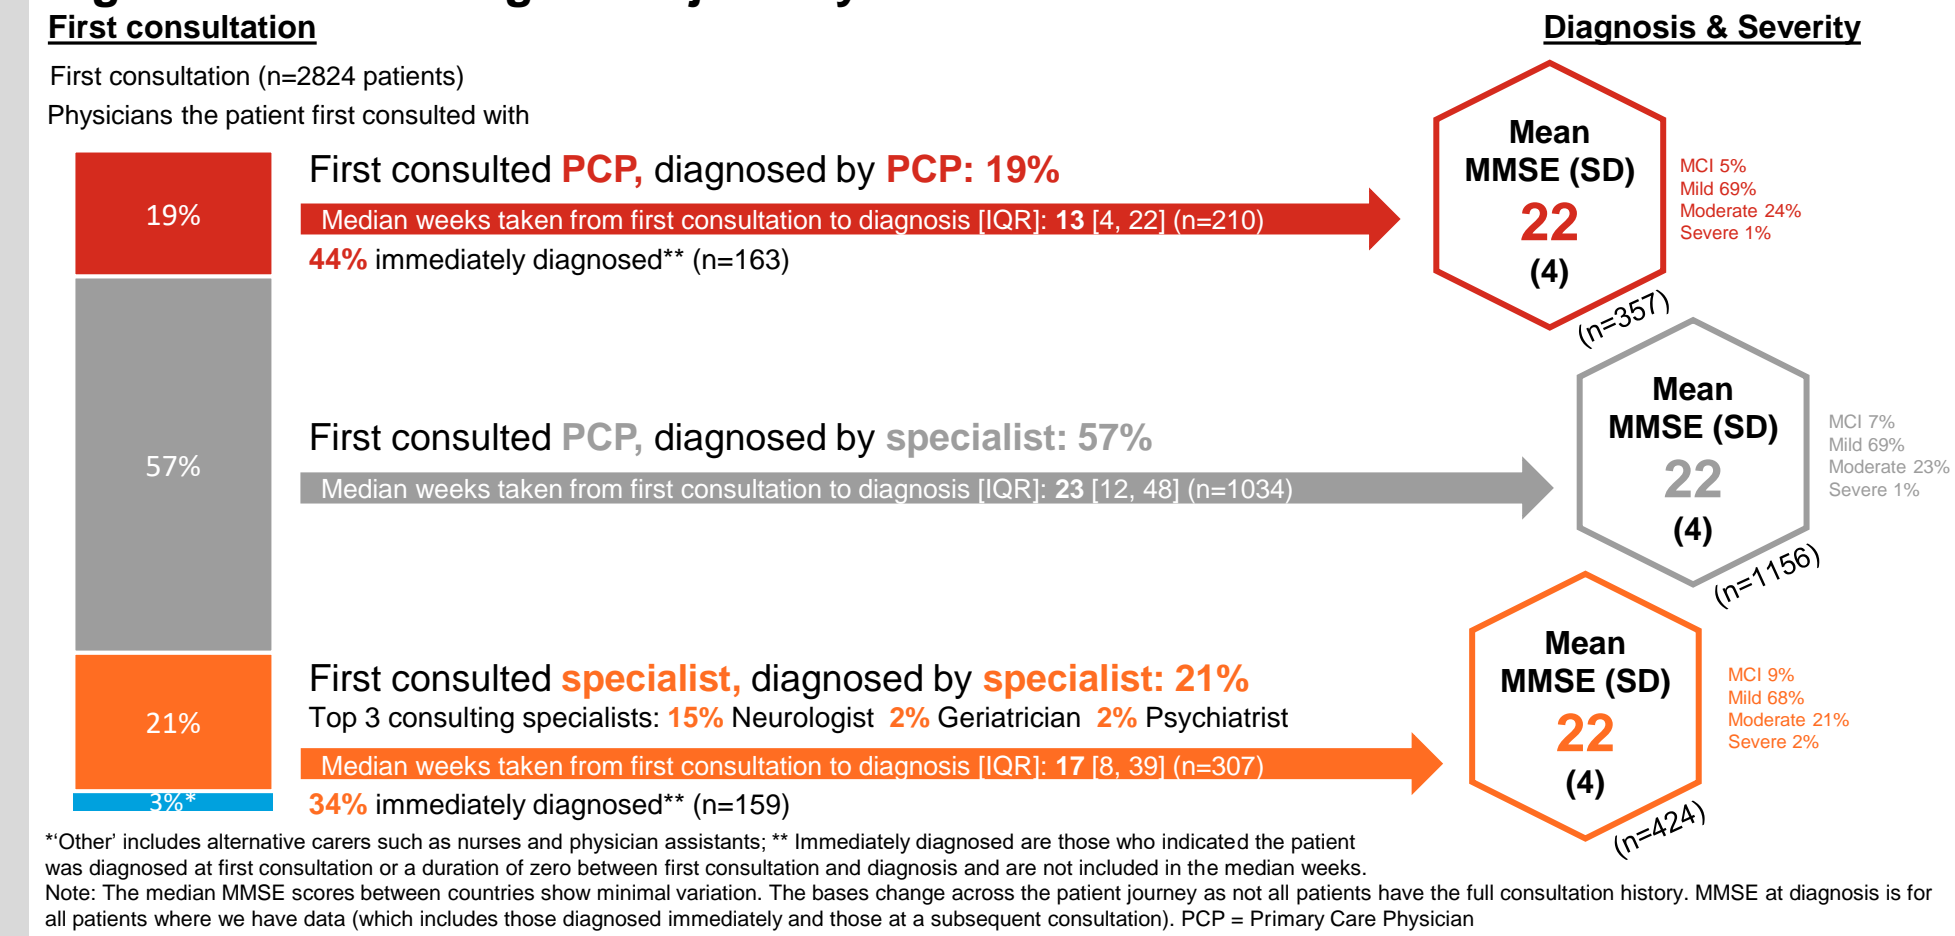 First consultation
Diagnosis & Severity
First consultation (n=2824 patients)
Physicians the patient first consulted with
19%
First consulted PCP, diagnosed by PCP: 19%
Median weeks taken from first consultation to diagnosis [IQR]: 13 [4, 22] (n=210)
44% immediately diagnosed** (n=163)
Mean
MMSE (SD)
22
(4)
(n=357)
MCI 5%
Mild 69%
Moderate 24%
Severe 1%
57%
First consulted PCP, diagnosed by specialist: 57%
Median weeks taken from first consultation to diagnosis [IQR]: 23 [12, 48] (n=1034)
Mean
MMSE (SD)
22
(4)
(n=1156)
MCI 7%
Mild 69%
Moderate 23%
Severe 1%
21%
First consulted specialist, diagnosed by specialist: 21%
Top 3 consulting specialists: 15% Neurologist 2% Geriatrician 2% Psychiatrist
Median weeks taken from first consultation to diagnosis [IQR]: 17 [8, 39] (n=307)
34% immediately diagnosed** (n=159)
Mean
MMSE (SD)
22
(4)
(n=424)
MCI 9%
Mild 68%
Moderate 21%
Severe 2%
3%*
*‘Other’ includes alternative carers such as nurses and physician assistants; ** Immediately diagnosed are those who indicated the patient
was diagnosed at first consultation or a duration of zero between first consultation and diagnosis and are not included in the median weeks.
Note: The median MMSE scores between countries show minimal variation. The bases change across the patient journey as not all patients have the full consultation history. MMSE at diagnosis is for
all patients where we have data (which includes those diagnosed immediately and those at a subsequent consultation). PCP = Primary Care Physician